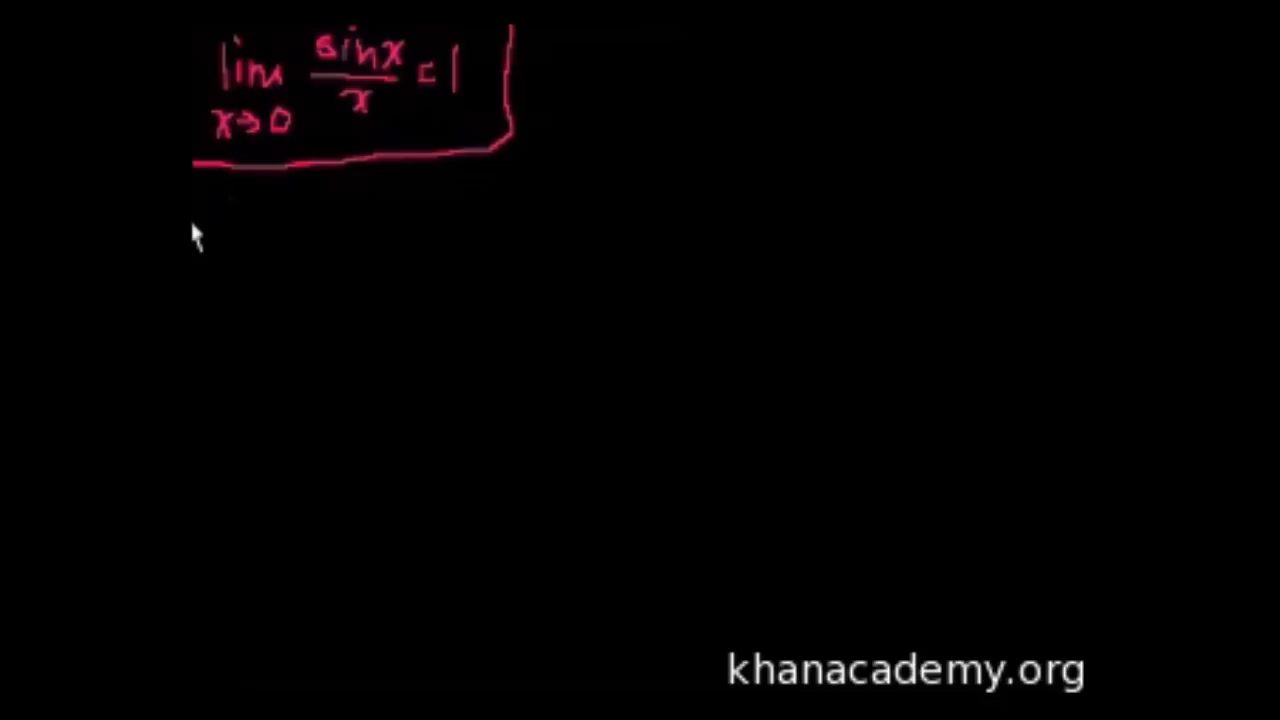 lim sinx/x = 1
x→0
khanacademy.org